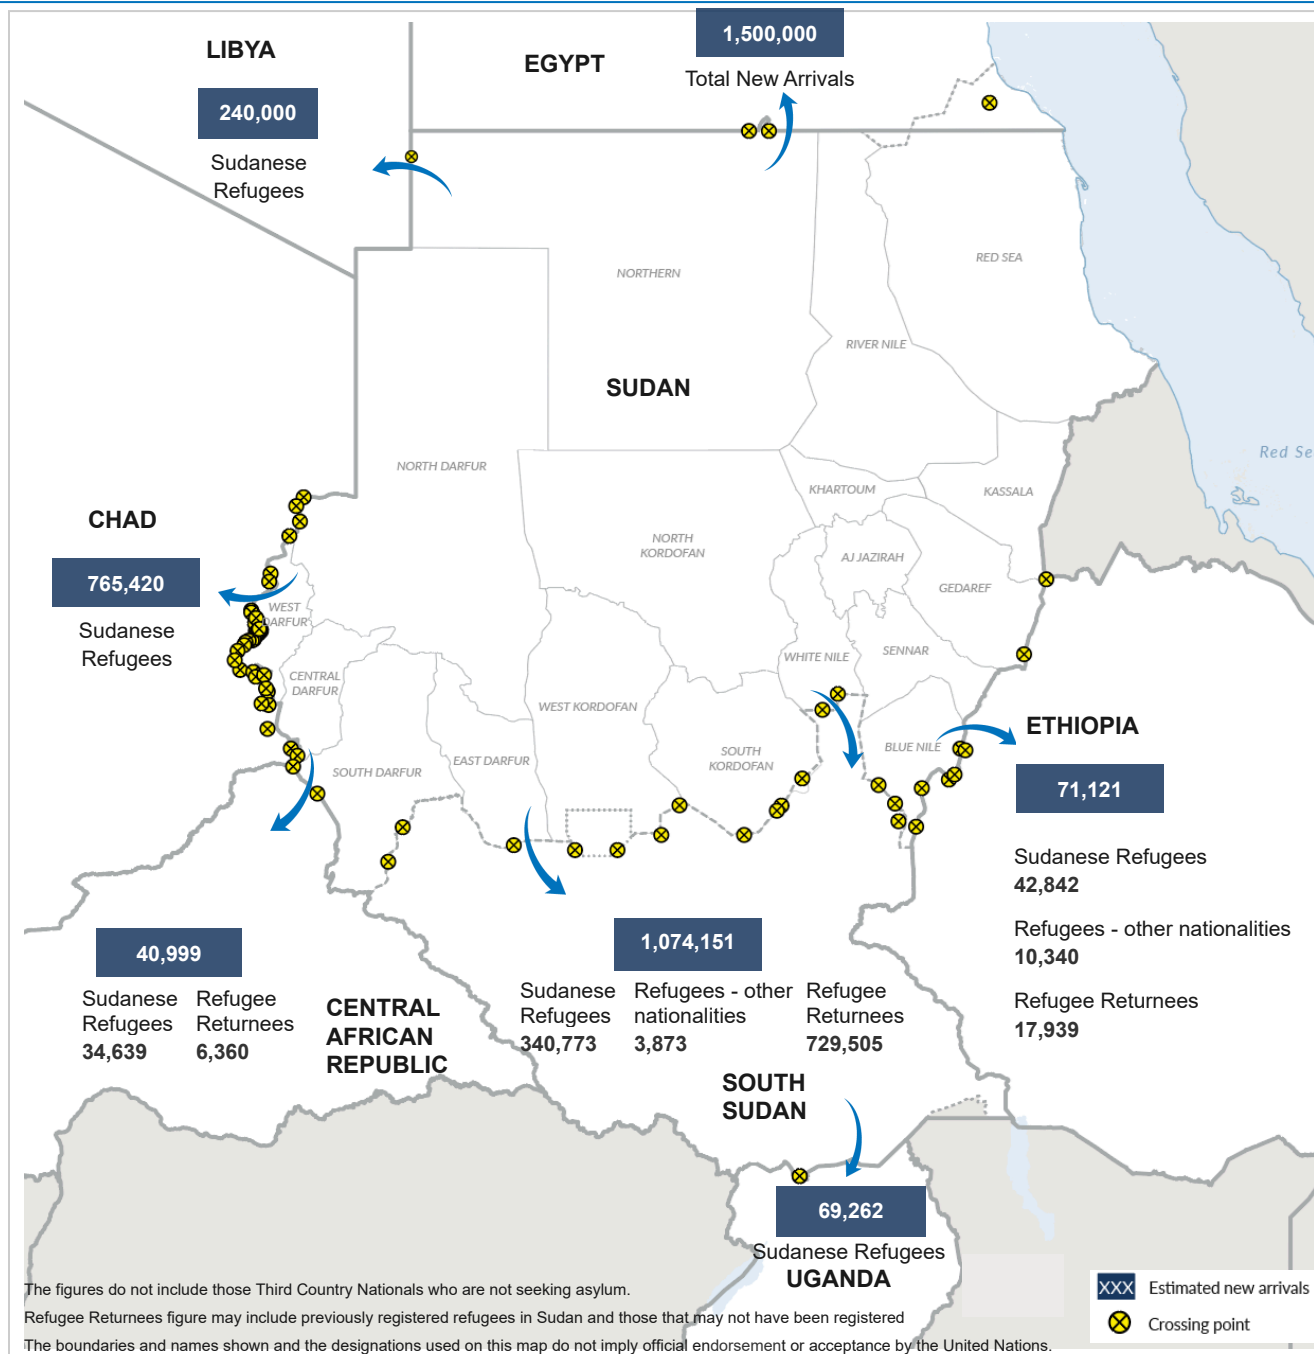 LIBYA
240,000
Sudanese
Refugees
EGYPT
1,500,000
Total New Arrivals
NORTHERN
RED SEA
RIVER NILE
SUDAN
NORTH DARFUR
KHARTOUM
KASSALA
Red Se
CHAD
765,420
Sudanese
Refugees
NORTH
KORDOFAN
AJ JAZIRAH
GEDAREF
WEST
DARFUR
CENTRAL
DARFUR
WHITE NILE
SENNAR
WEST KORDOFAN
SOUTH
KORDOFAN
BLUE NILE
EAST DARFUR
SOUTH DARFUR
ETHIOPIA
71,121
Sudanese Refugees
42,842
Refugees - other nationalities
10,340
Refugee Returnees
17,939
40,999
Sudanese
Refugees
34,639
Refugee
Returnees
6,360
CENTRAL
AFRICAN
REPUBLIC
1,074,151
Sudanese
Refugees
340,773
Refugees - other
nationalities
3,873
Refugee
Returnees
729,505
SOUTH
SUDAN
69,262
Sudanese Refugees
UGANDA
The figures do not include those Third Country Nationals who are not seeking asylum.
Refugee Returnees figure may include previously registered refugees in Sudan and those that may not have been registered
The boundaries and names shown and the designations used on this map do not imply official endorsement or acceptance by the United Nations.
XXX Estimated new arrivals
Crossing point